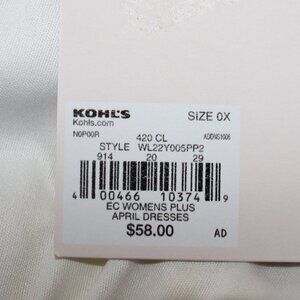 KOHL'S SIZE 0X
Kohls.com
N0P00R 420 CL ADDNS1006
STYLE WL22Y005PP2
914 20 29
4 00466 10374 9
EC WOMENS PLUS
APRIL DRESSES
$58.00 AD